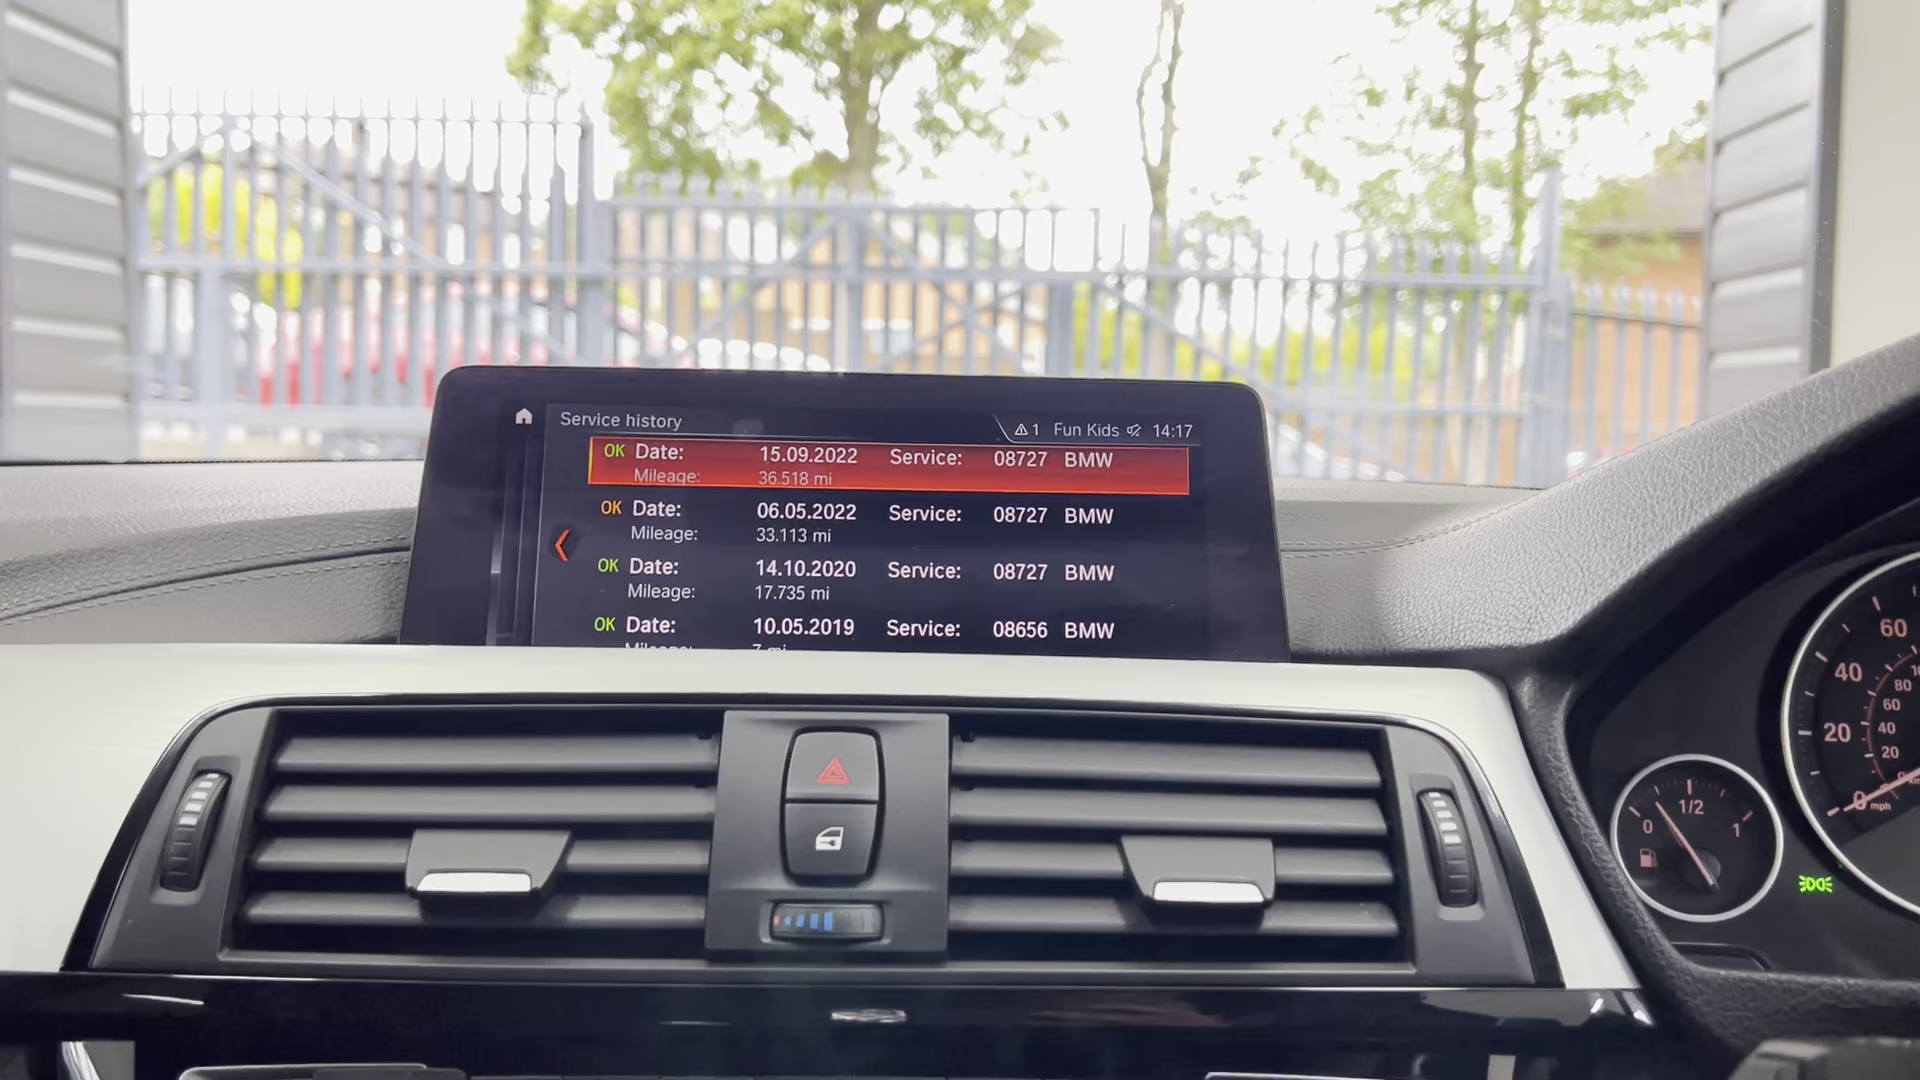 Service history
1 Fun Kids 14:17
OK Date: 15.09.2022 Service: 08727 BMW
Mileage: 36.518 mi
OK Date: 06.05.2022 Service: 08727 BMW
Mileage: 33.113 mi
OK Date: 14.10.2020 Service: 08727 BMW
Mileage: 17.735 mi
OK Date: 10.05.2019 Service: 08656 BMW
Mileage: 7 mi
60
40
20
0 mph
80
60
40
20
0 1/2 1